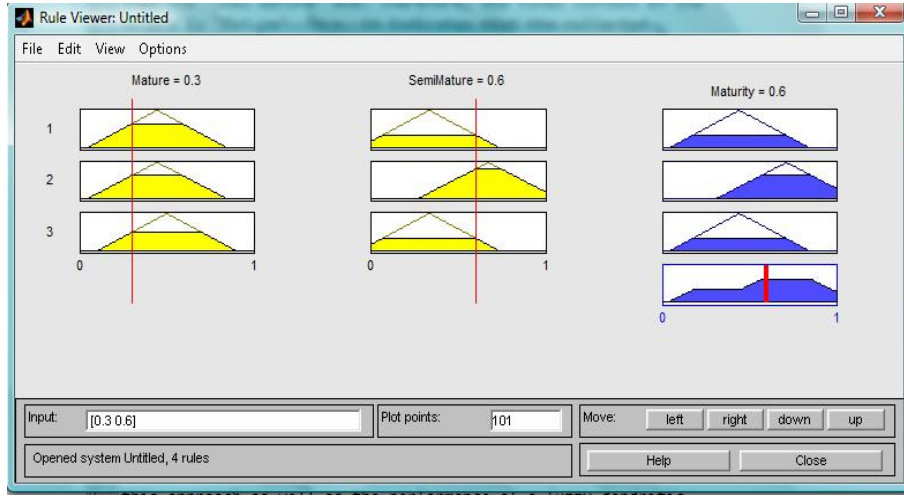 Rule Viewer: Untitled
File Edit View Options
Mature = 0.3
SemiMature = 0.6
Maturity = 0.6
1
2
3
0 1
0 1
0 1
Input: [0.3 0.6]
Plot points: 101
Move: left right down up
Opened system Untitled, 4 rules
Help Close